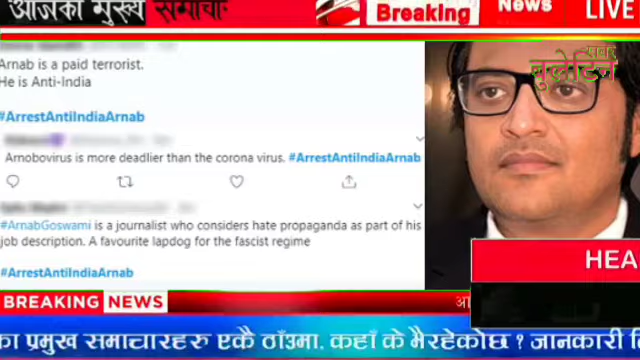 आजका मुख्य समाचार
Breaking
News
LIVE
खबर
बुलेटिन
Arnab is a paid terrorist.
He is Anti-India
#ArrestAntiIndiaArnab
Arnobovirus is more deadlier than the corona virus. #ArrestAntiIndiaArnab
#ArnabGoswami is a journalist who considers hate propaganda as part of his
job description. A favourite lapdog for the fascist regime
#ArrestAntiIndiaArnab
HEA
BREAKING NEWS
आ
का प्रमुख समाचारहरु एकै ठाँउमा. कहाँ के भैरहेकोछ ? जानकारी